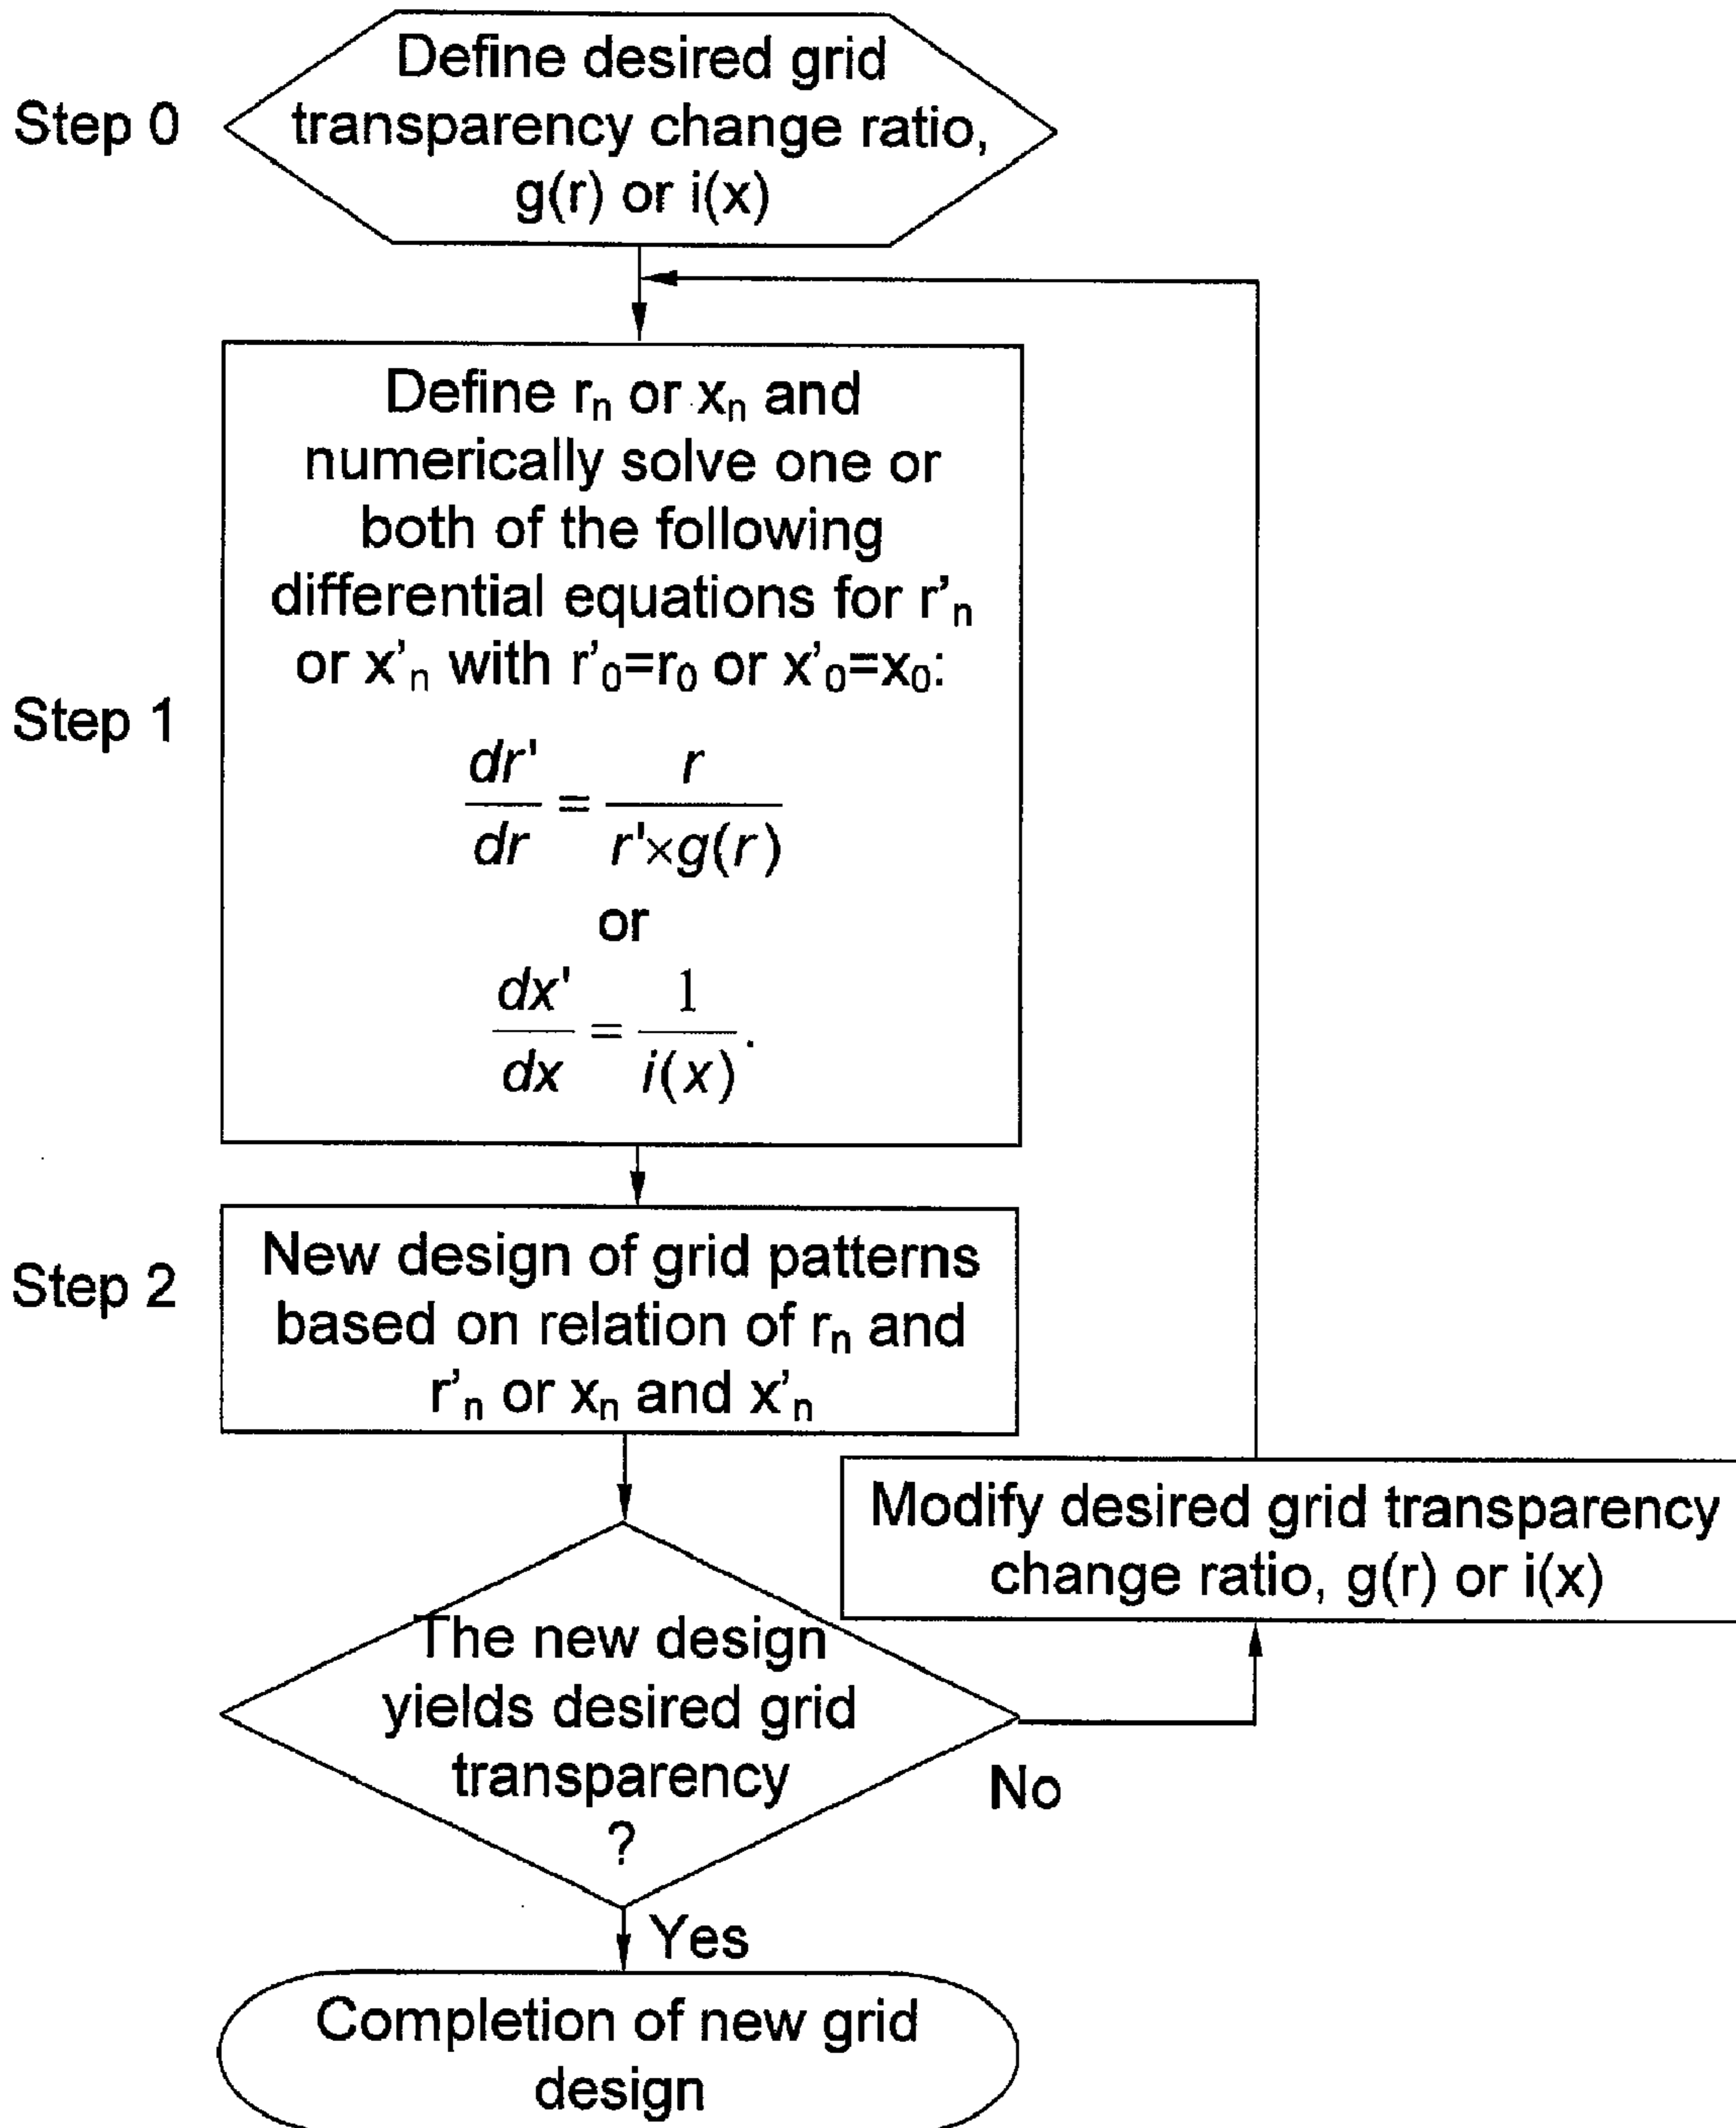 Step 0
Define desired grid
transparency change ratio,
g(r) or i(x)
Step 1
Define rₙ or xₙ and
numerically solve one or
both of the following
differential equations for r'ₙ
or x'ₙ with r'₀=r₀ or x'₀=x₀:
dr'/dr = r/(r'×g(r))
or
dx'/dx = 1/i(x).
Step 2
New design of grid patterns
based on relation of rₙ and
r'ₙ or xₙ and x'ₙ
Modify desired grid transparency
change ratio, g(r) or i(x)
The new design
yields desired grid
transparency
?
No
Yes
Completion of new grid
design